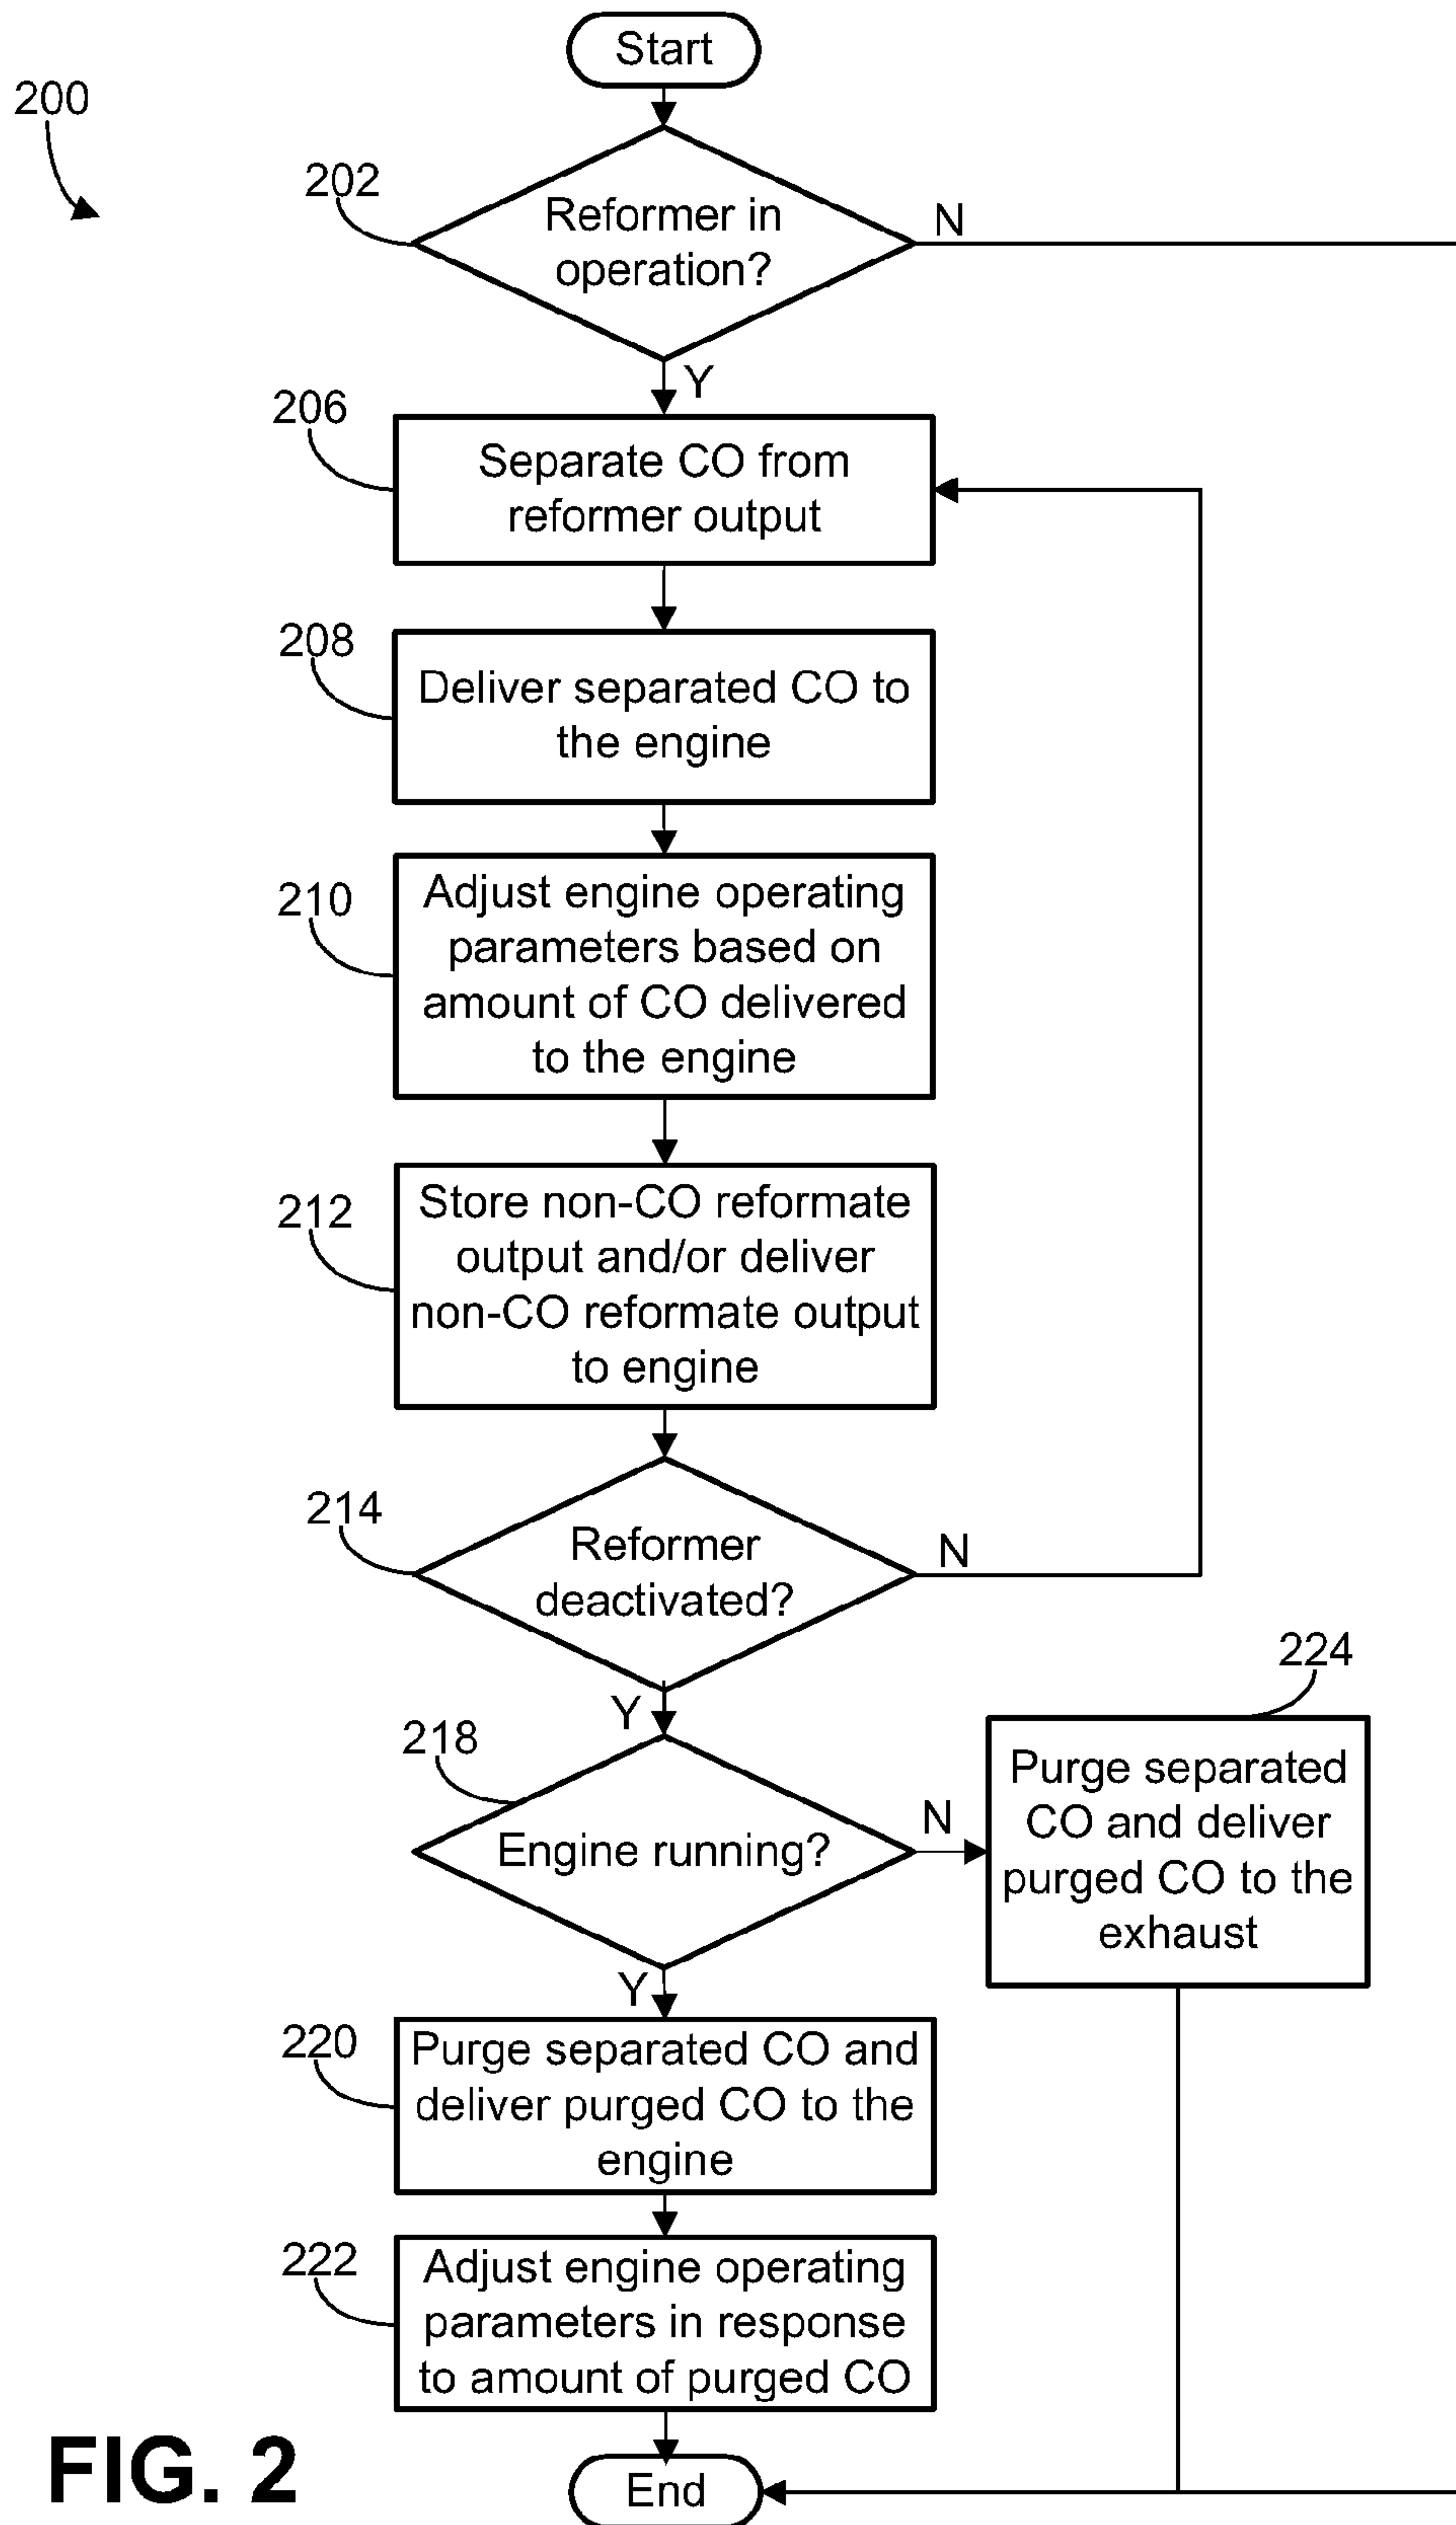 Start
200
202
Reformer in
operation?
N
Y
206
Separate CO from
reformer output
208
Deliver separated CO to
the engine
210
Adjust engine operating
parameters based on
amount of CO delivered
to the engine
212
Store non-CO reformate
output and/or deliver
non-CO reformate output
to engine
214
Reformer
deactivated?
N
Y
218
Engine running?
N
224
Purge separated
CO and deliver
purged CO to the
exhaust
Y
220
Purge separated CO and
deliver purged CO to the
engine
222
Adjust engine operating
parameters in response
to amount of purged CO
FIG. 2
End